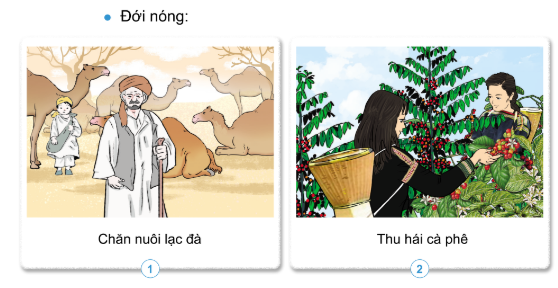 • Đới nóng:
Chăn nuôi lạc đà
1
Thu hái cà phê
2